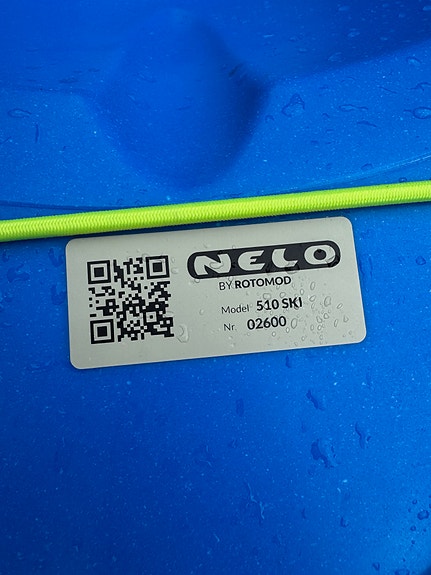 NELO
BY ROTOMOD
Model 510 SKI
Nr 02600